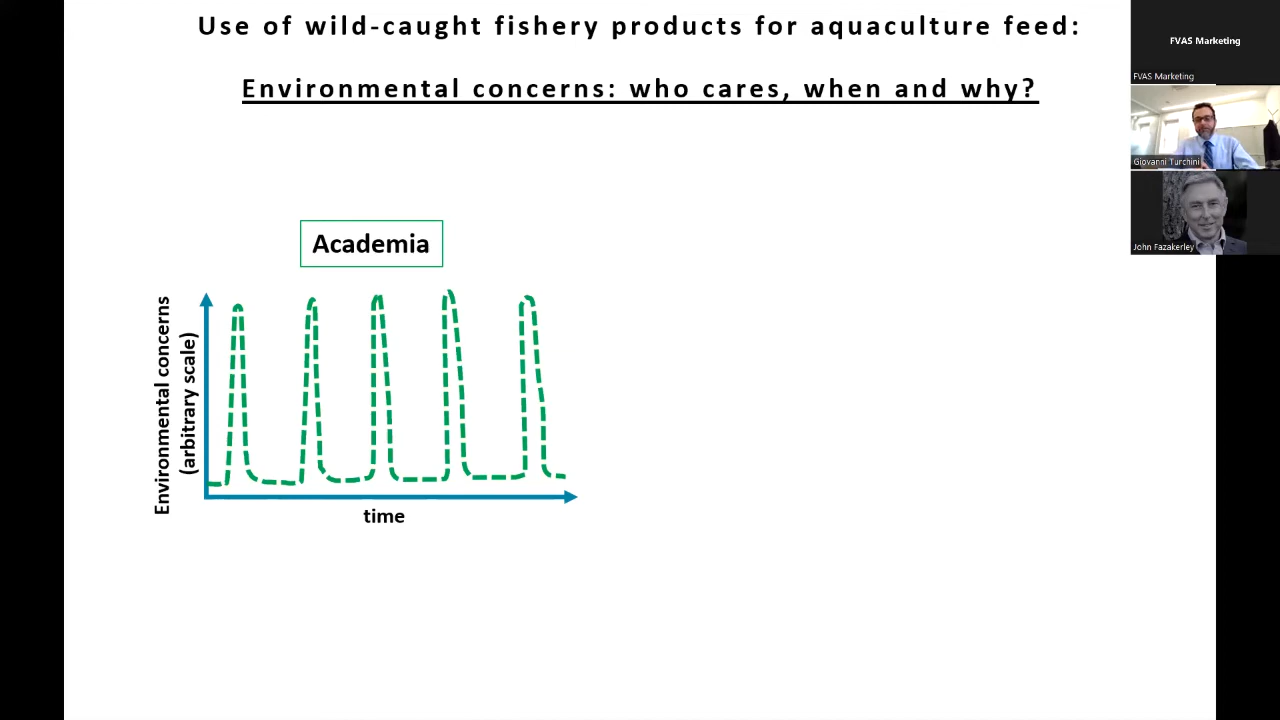 Use of wild-caught fishery products for aquaculture feed:
Environmental concerns: who cares, when and why?
Academia
Environmental concerns
(arbitrary scale)
time
FVAS Marketing
FVAS Marketing
Giovanni Turchini
John Fazakerley